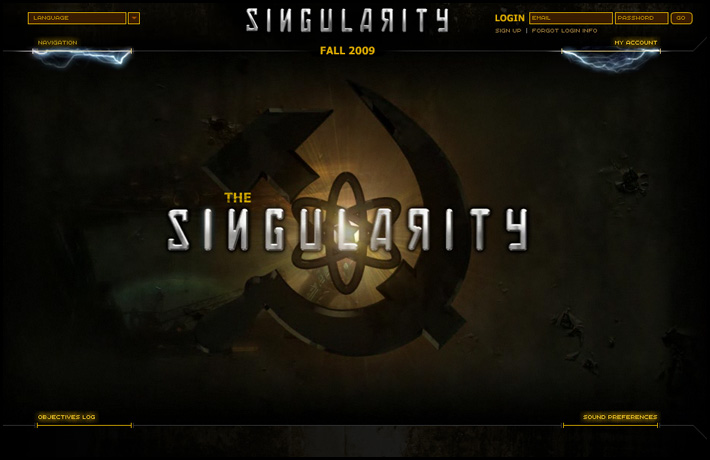 LANGUAGE
SINGULARITY
LOGIN EMAIL PASSWORD GO
SIGN UP | FORGOT LOGIN INFO
NAVIGATION
MY ACCOUNT
FALL 2009
THE
SINGULARITY
OBJECTIVES LOG
SOUND PREFERENCES